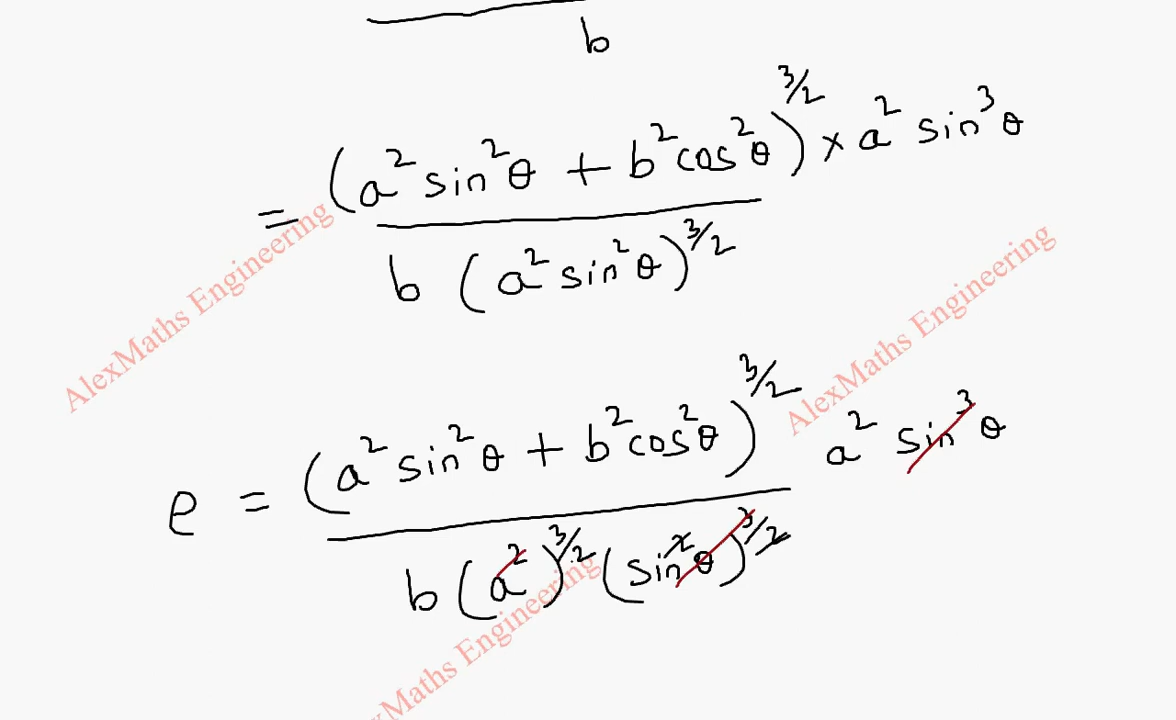 b
= (a² sin²θ + b² cos²θ)^3/2 × a² sin³θ
b (a² sin²θ)^3/2
AlexMaths Engineering
AlexMaths Engineering
ρ = (a² sin²θ + b² cos²θ)^3/2 a² sin³θ
b (a²)^3/2 (sin²θ)^3/2
AlexMaths Engineering